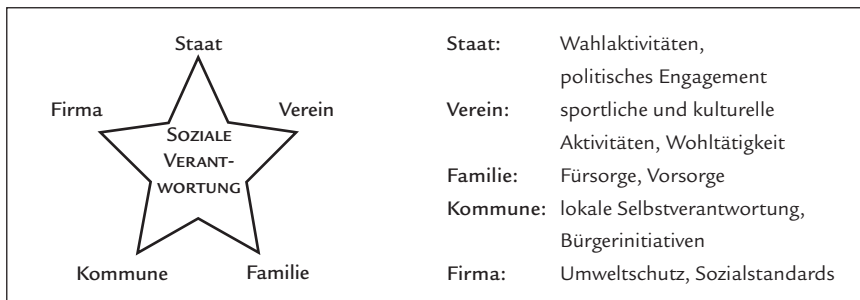 Staat
Firma
Verein
SOZIALE
VERANT-
WORTUNG
Kommune
Familie
Staat: Wahlaktivitäten,
politisches Engagement
Verein: sportliche und kulturelle
Aktivitäten, Wohltätigkeit
Familie: Fürsorge, Vorsorge
Kommune: lokale Selbstverantwortung,
Bürgerinitiativen
Firma: Umweltschutz, Sozialstandards